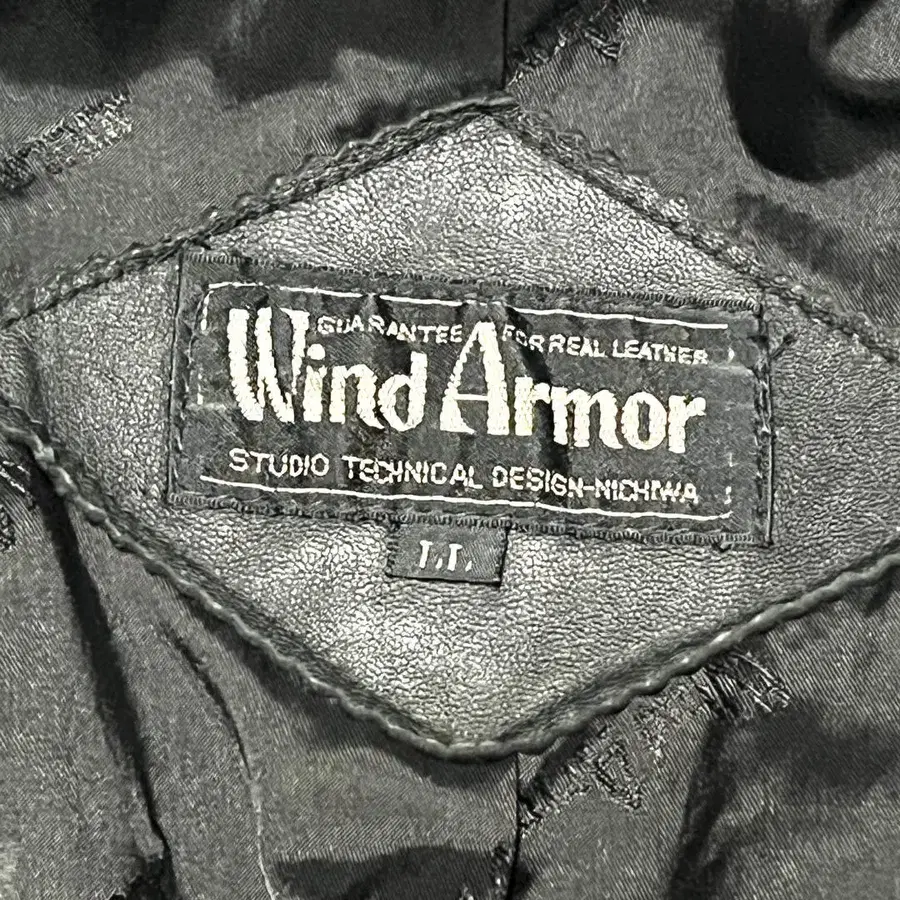 GUARANTEE FOR REAL LEATHER
Wind Armor
STUDIO TECHNICAL DESIGN-NICHIWA
LL